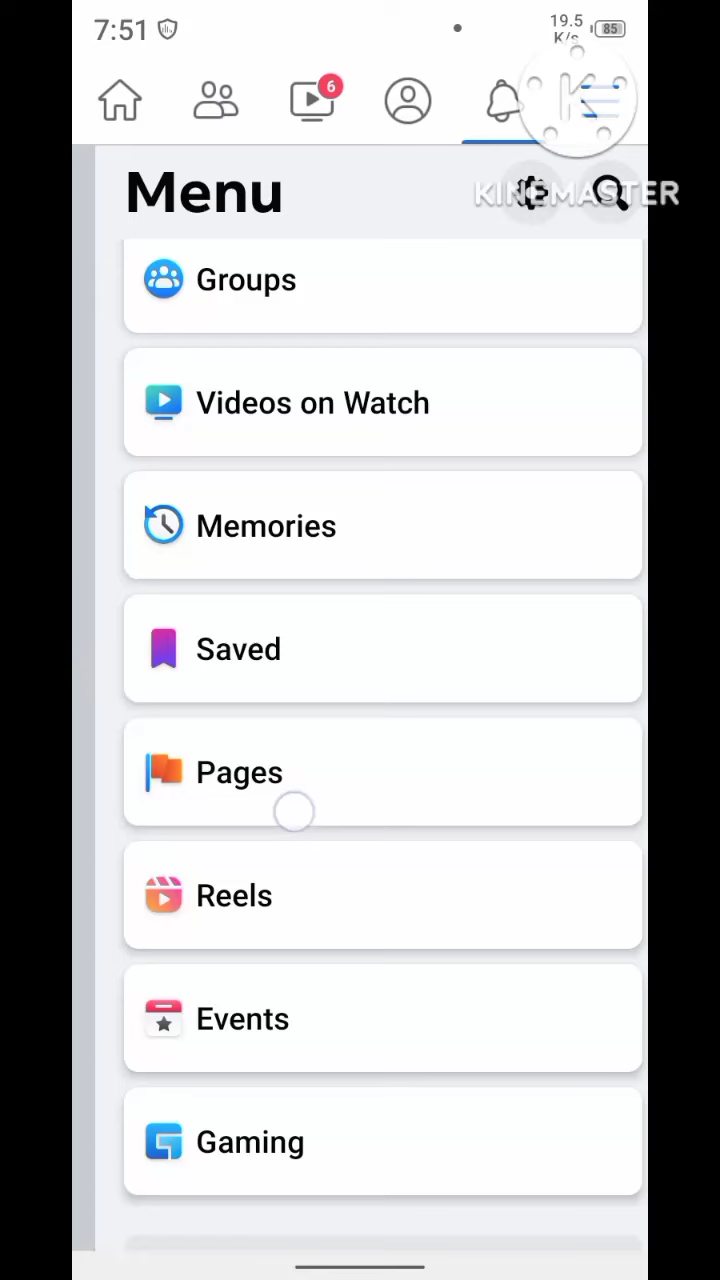 7:51
19.5
K/s
85
6
K
KINEMASTER
Menu
Groups
Videos on Watch
Memories
Saved
Pages
Reels
Events
Gaming